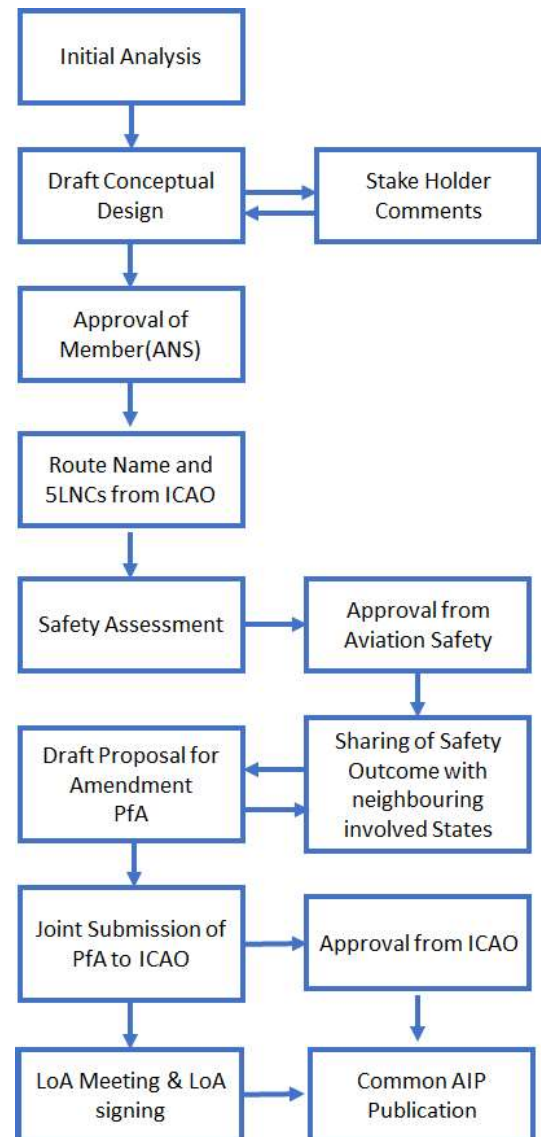 Initial Analysis
Draft Conceptual
Design
Stake Holder
Comments
Approval of
Member(ANS)
Route Name and
5LNCs from ICAO
Safety Assessment
Approval from
Aviation Safety
Draft Proposal for
Amendment
PfA
Sharing of Safety
Outcome with
neighbouring
involved States
Joint Submission of
PfA to ICAO
Approval from ICAO
LoA Meeting & LoA
signing
Common AIP
Publication